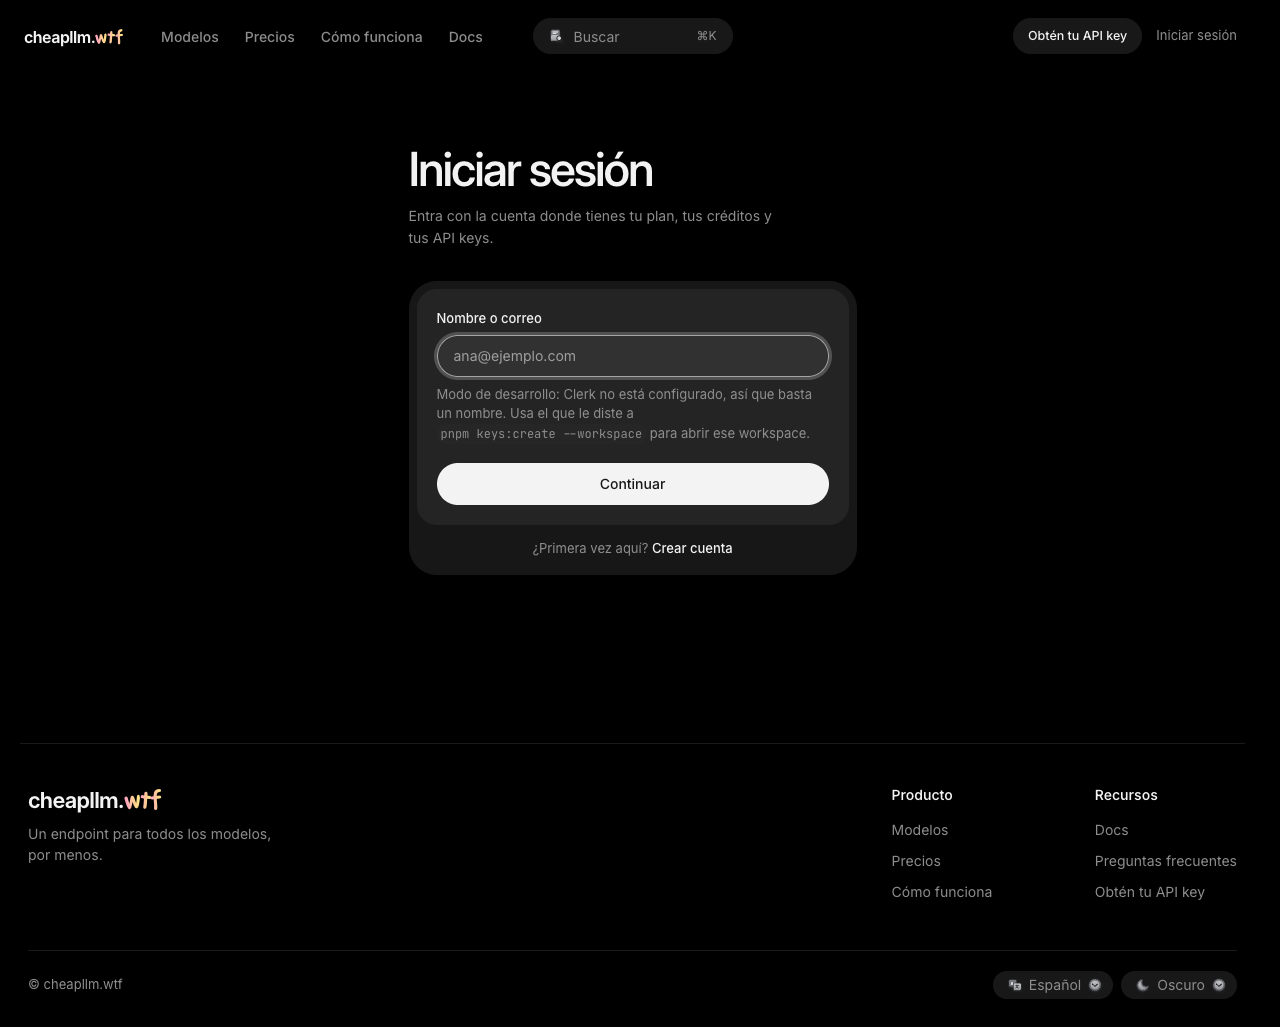 cheapllm.wtf
Modelos
Precios
Cómo funciona
Docs
Buscar
⌘K
Obtén tu API key
Iniciar sesión
Iniciar sesión
Entra con la cuenta donde tienes tu plan, tus créditos y
tus API keys.
Nombre o correo
ana@ejemplo.com
Modo de desarrollo: Clerk no está configurado, así que basta
un nombre. Usa el que le diste a
pnpm keys:create --workspace para abrir ese workspace.
Continuar
¿Primera vez aquí? Crear cuenta
cheapllm.wtf
Un endpoint para todos los modelos,
por menos.
Producto
Modelos
Precios
Cómo funciona
Recursos
Docs
Preguntas frecuentes
Obtén tu API key
© cheapllm.wtf
Español
Oscuro